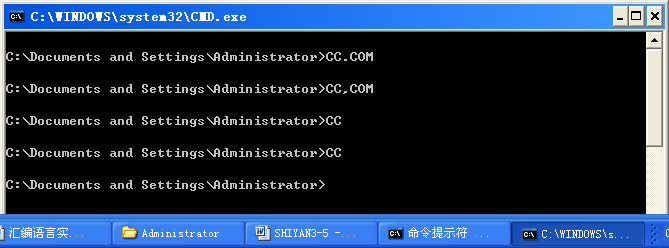 C:\WINDOWS\system32\CMD.exe
C:\Documents and Settings\Administrator>CC.COM
C:\Documents and Settings\Administrator>CC,COM
C:\Documents and Settings\Administrator>CC
C:\Documents and Settings\Administrator>CC
C:\Documents and Settings\Administrator>
汇编语言实... Administrator SHIYAN3-5 -... 命令提示符 ... C:\WINDOWS\s...